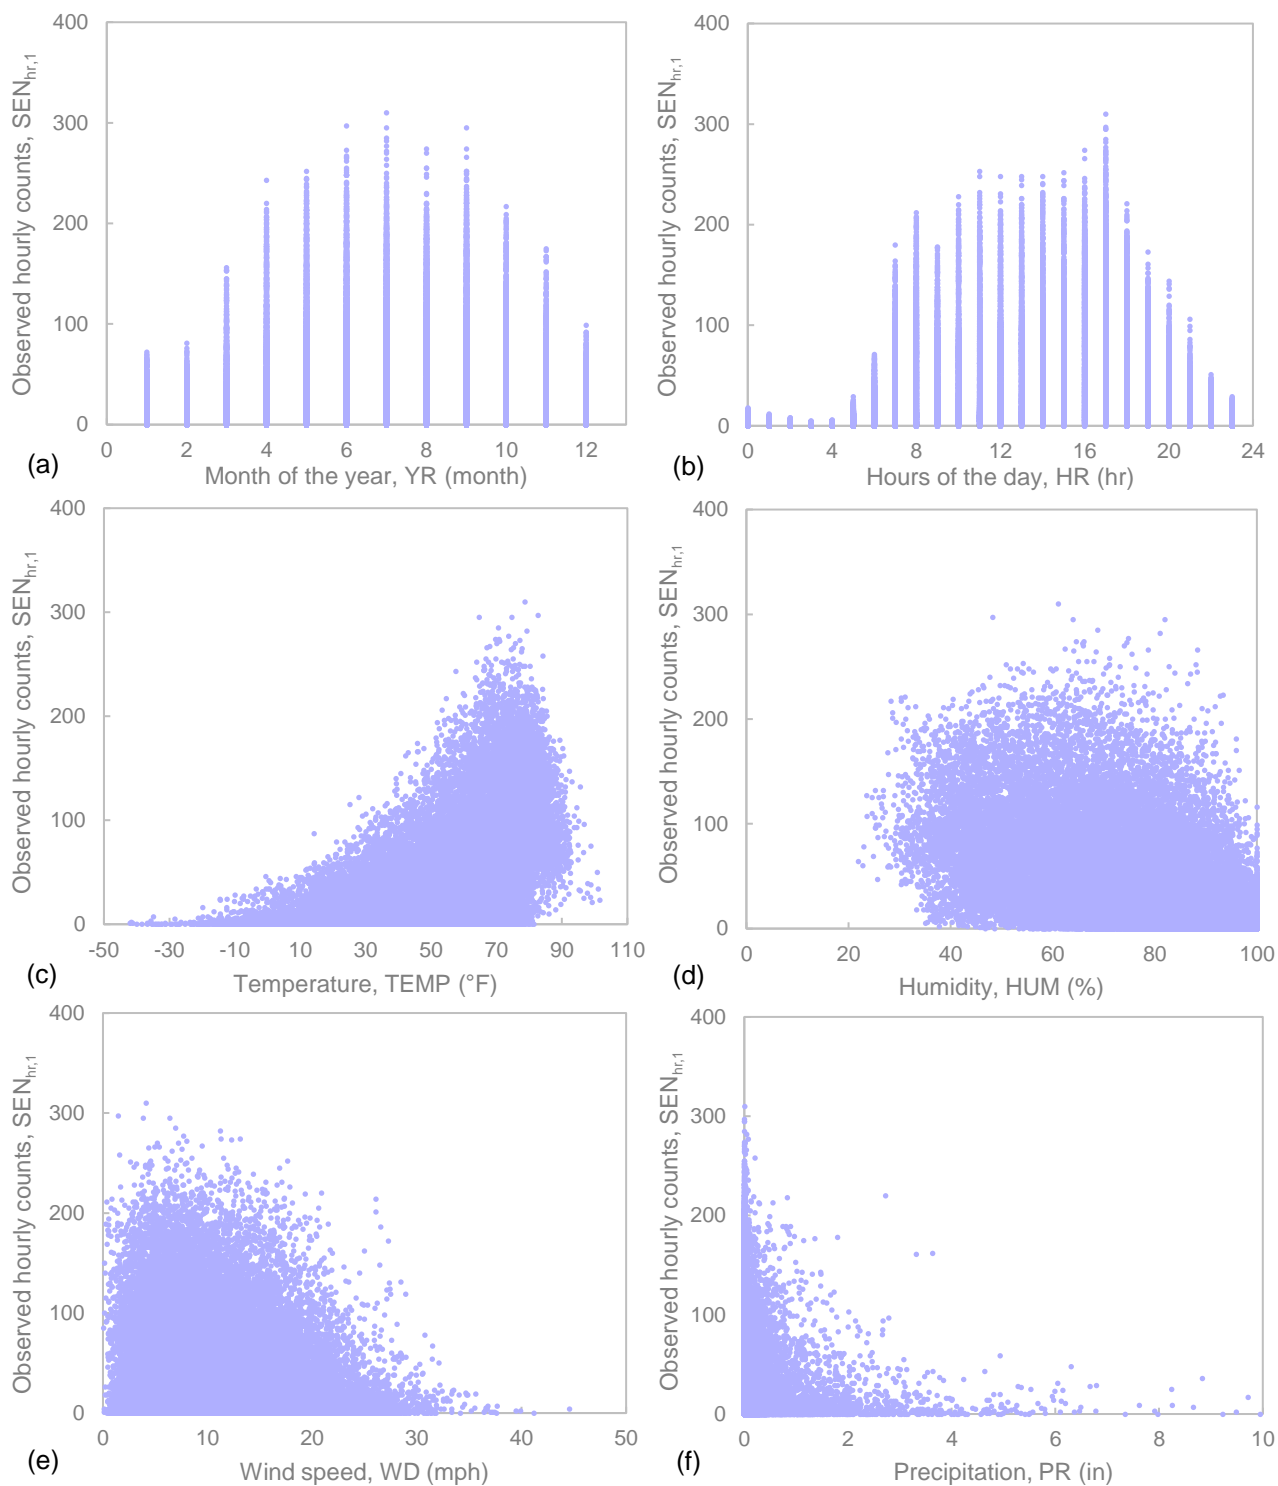 Observed hourly counts, SEN_hr,1
400
300
200
100
0
0 2 4 6 8 10 12
Month of the year, YR (month)
(a)
Observed hourly counts, SEN_hr,1
400
300
200
100
0
0 4 8 12 16 20 24
Hours of the day, HR (hr)
(b)
Observed hourly counts, SEN_hr,1
400
300
200
100
0
-50 -30 -10 10 30 50 70 90 110
Temperature, TEMP (°F)
(c)
Observed hourly counts, SEN_hr,1
400
300
200
100
0
0 20 40 60 80 100
Humidity, HUM (%)
(d)
Observed hourly counts, SEN_hr,1
400
300
200
100
0
0 10 20 30 40 50
Wind speed, WD (mph)
(e)
Observed hourly counts, SEN_hr,1
400
300
200
100
0
0 2 4 6 8 10
Precipitation, PR (in)
(f)